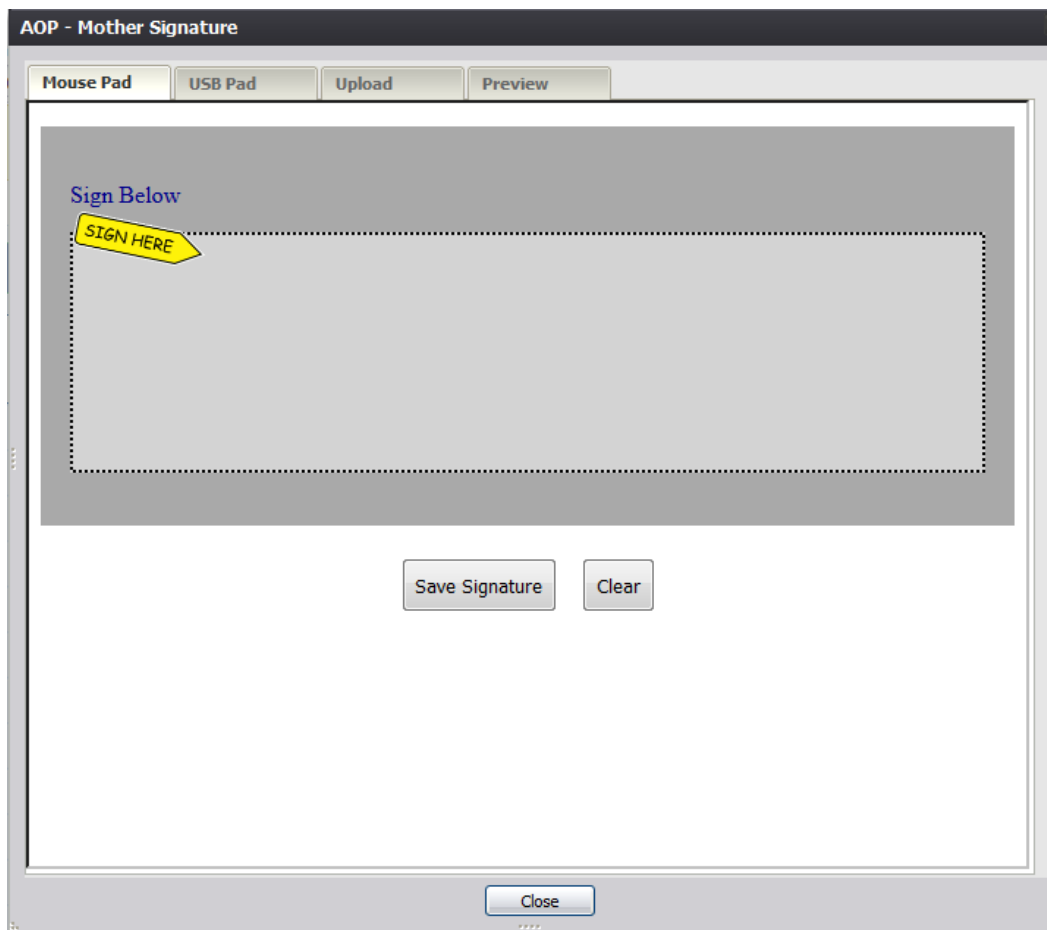 AOP - Mother Signature
Mouse Pad USB Pad Upload Preview
Sign Below
SIGN HERE
Save Signature Clear
Close